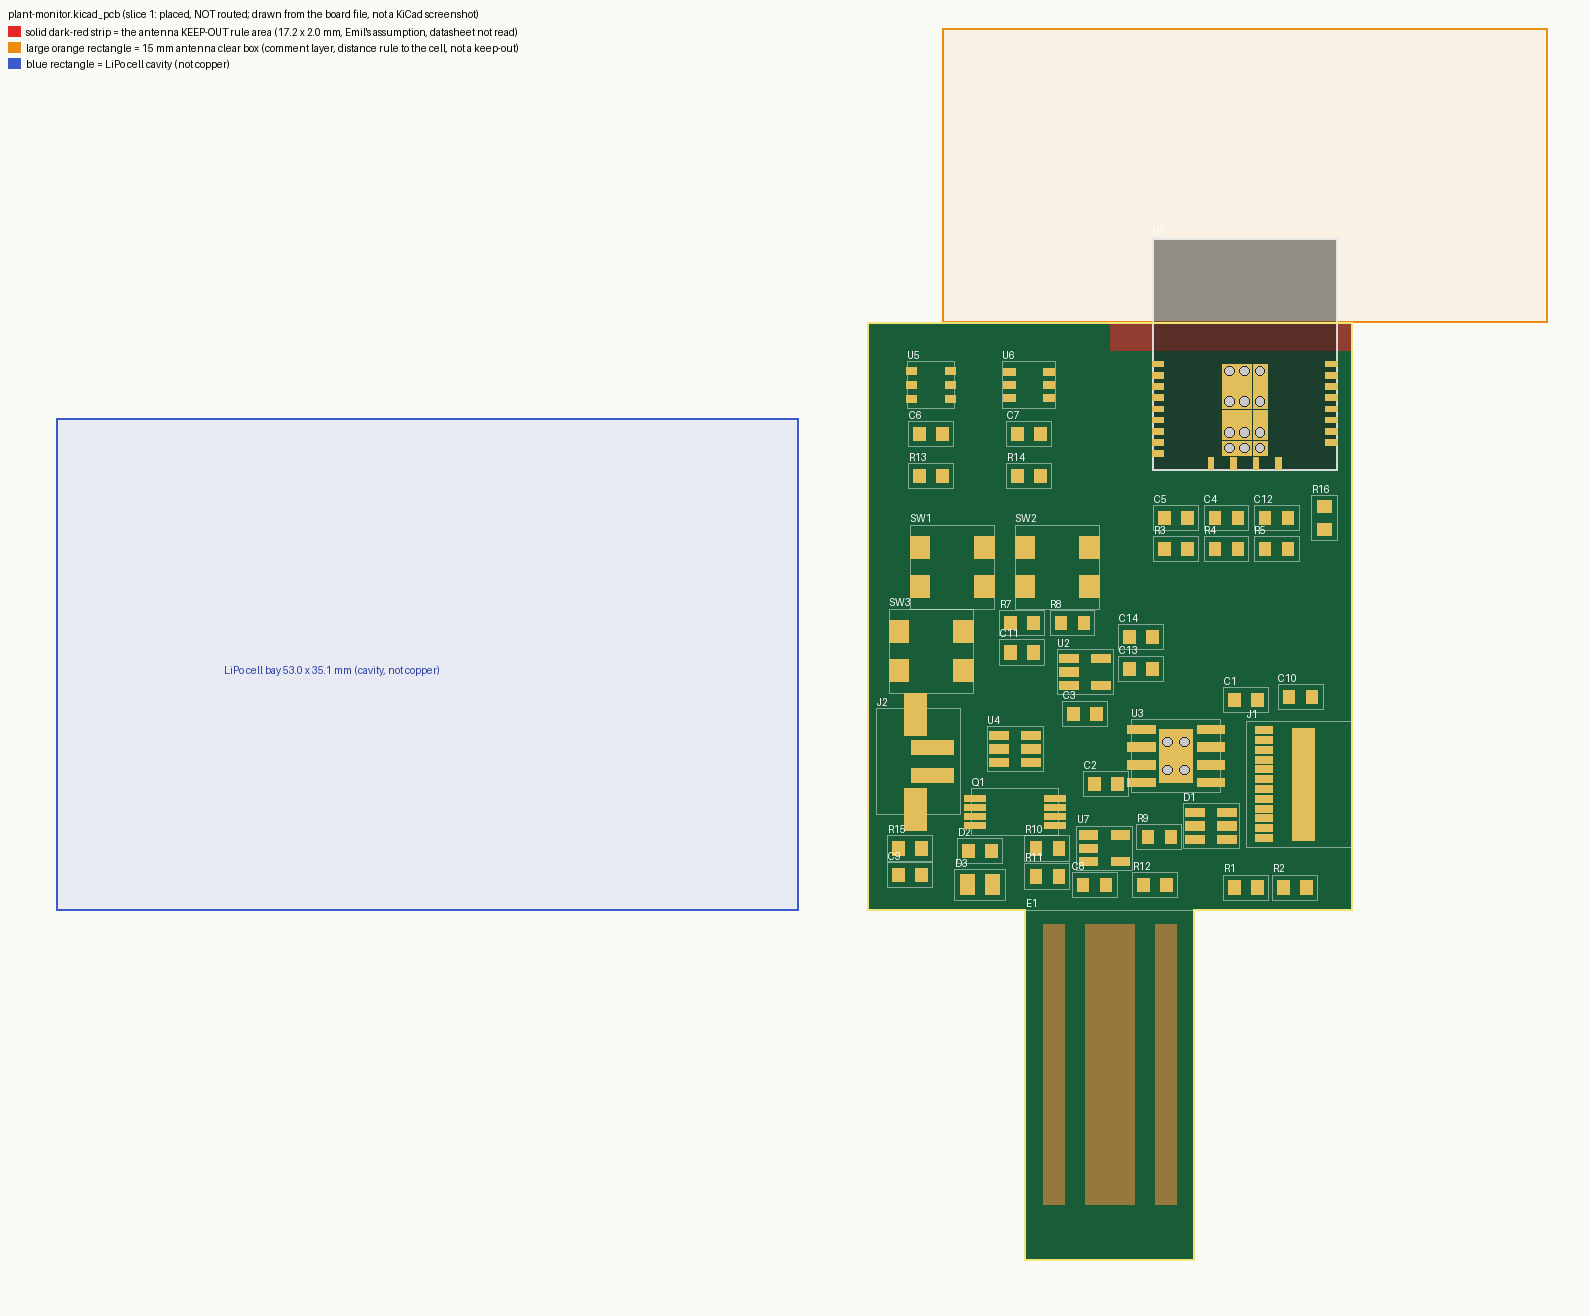 plant-monitor.kicad_pcb (slice 1: placed, NOT routed; drawn from the board file, not a KiCad screenshot)
solid dark-red strip = the antenna KEEP-OUT rule area (17.2 x 2.0 mm, Emil's assumption, datasheet not read)
large orange rectangle = 15 mm antenna clear box (comment layer, distance rule to the cell, not a keep-out)
blue rectangle = LiPo cell cavity (not copper)
U1
U5
U6
C6
C7
R13
R14
C5
C4
C12
R16
SW1
SW2
R3
R4
R5
SW3
R7
R8
C11
C14
U2
C13
LiPo cell bay 53.0 x 35.1 mm (cavity, not copper)
C1
C10
J2
C3
U4
U3
J1
C2
Q1
D1
R15
D2
R10
U7
R9
C9
D3
R11
C8
R12
R1
R2
E1